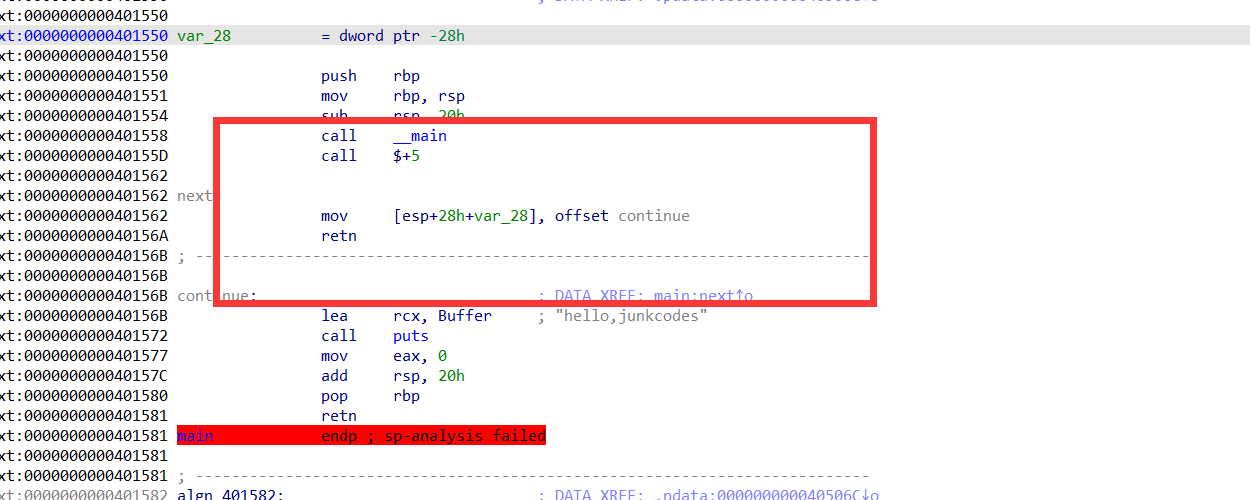 xt:0000000000401550
xt:0000000000401550 var_28 = dword ptr -28h
xt:0000000000401550
xt:0000000000401550 push rbp
xt:0000000000401551 mov rbp, rsp
xt:0000000000401554 sub rsp, 20h
xt:0000000000401558 call __main
xt:000000000040155D call $+5
xt:0000000000401562
xt:0000000000401562 next
xt:0000000000401562 mov [esp+28h+var_28], offset continue
xt:000000000040156A retn
xt:000000000040156B ; ---------------------------------------------------------------------------
xt:000000000040156B
xt:000000000040156B continue: ; DATA XREF: main:next↑o
xt:000000000040156B lea rcx, Buffer ; "hello,junkcodes"
xt:0000000000401572 call puts
xt:0000000000401577 mov eax, 0
xt:000000000040157C add rsp, 20h
xt:0000000000401580 pop rbp
xt:0000000000401581 retn
xt:0000000000401581 main endp ; sp-analysis failed
xt:0000000000401581
xt:0000000000401581 ; ---------------------------------------------------------------------------
xt:0000000000401582 algn_401582: ; DATA XREF: .pdata:000000000040506C↓o